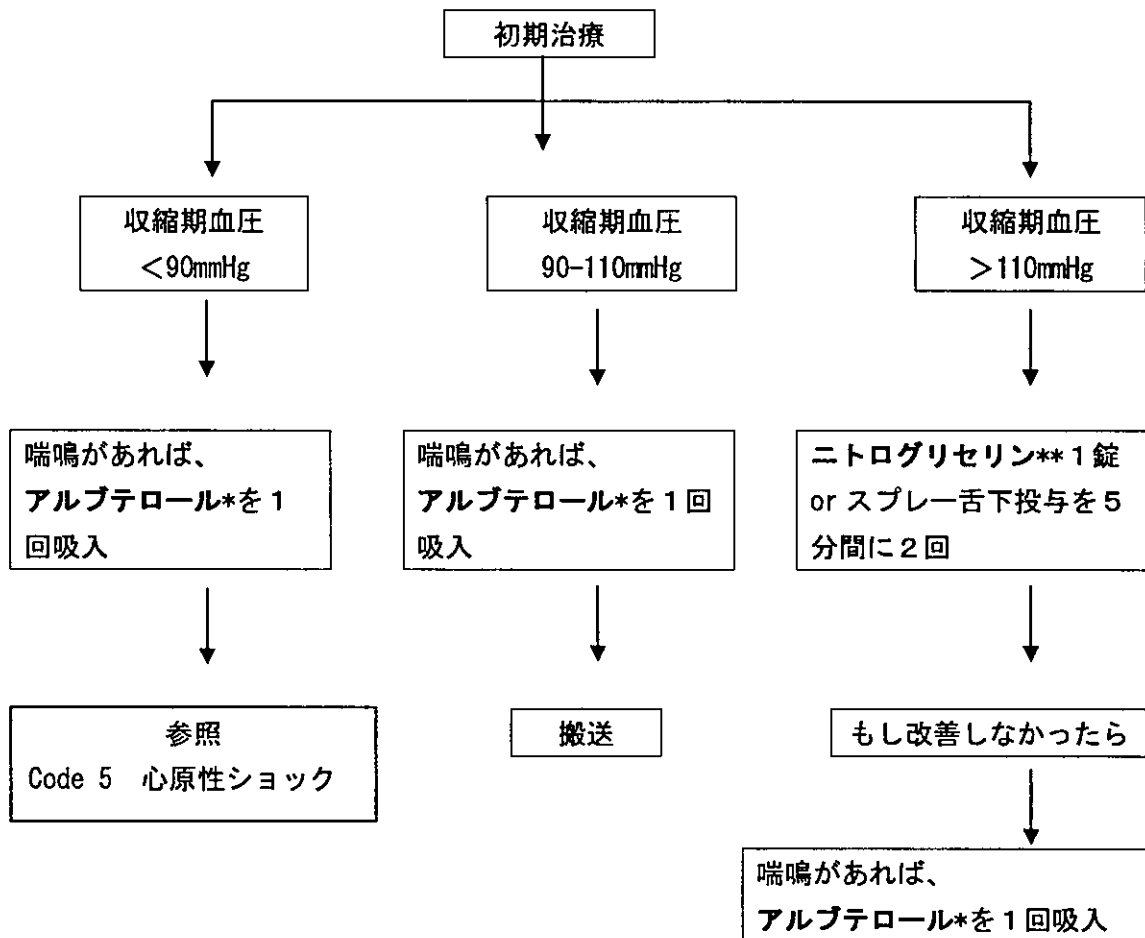 初期治療
収縮期血圧
＜90mmHg
収縮期血圧
90-110mmHg
収縮期血圧
＞110mmHg
喘鳴があれば、
アルブテロール*を１
回吸入
喘鳴があれば、
アルブテロール*を１回
吸入
ニトログリセリン**１錠
or スプレー舌下投与を５
分間に２回
参照
Code 5　心原性ショック
搬送
もし改善しなかったら
喘鳴があれば、
アルブテロール*を１回吸入